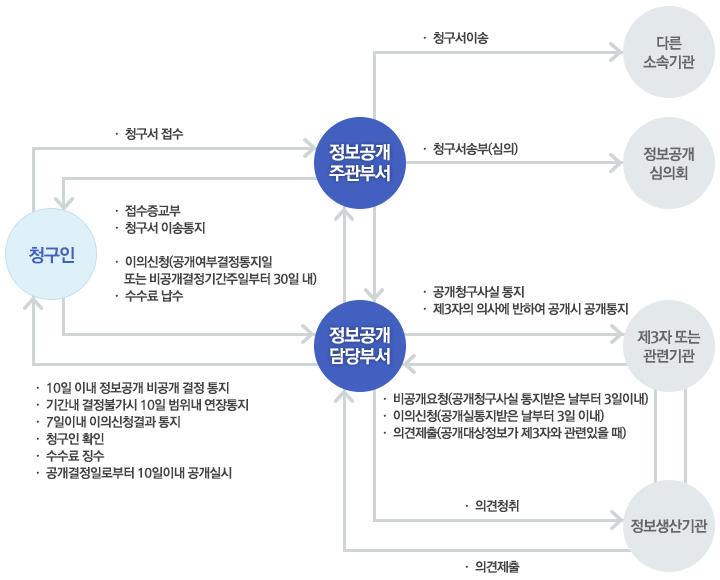 · 청구서이송
다른
소속기관
· 청구서 접수
정보공개
주관부서
· 청구서송부(심의)
정보공개
심의회
· 접수증교부
· 청구서 이송통지
청구인
· 이의신청(공개여부결정통지일
또는 비공개결정기간주일부터 30일 내)
· 수수료 납수
· 공개청구사실 통지
· 제3자의 의사에 반하여 공개시 공개통지
정보공개
담당부서
제3자 또는
관련기관
· 10일 이내 정보공개 비공개 결정 통지
· 기간내 결정불가시 10일 범위내 연장통지
· 7일이내 이의신청결과 통지
· 청구인 확인
· 수수료 징수
· 공개결정일로부터 10일이내 공개실시
· 비공개요청(공개청구사실 통지받은 날부터 3일이내)
· 이의신청(공개실통지받은 날부터 3일 이내)
· 의견제출(공개대상정보가 제3자와 관련있을 때)
· 의견청취
정보생산기관
· 의견제출